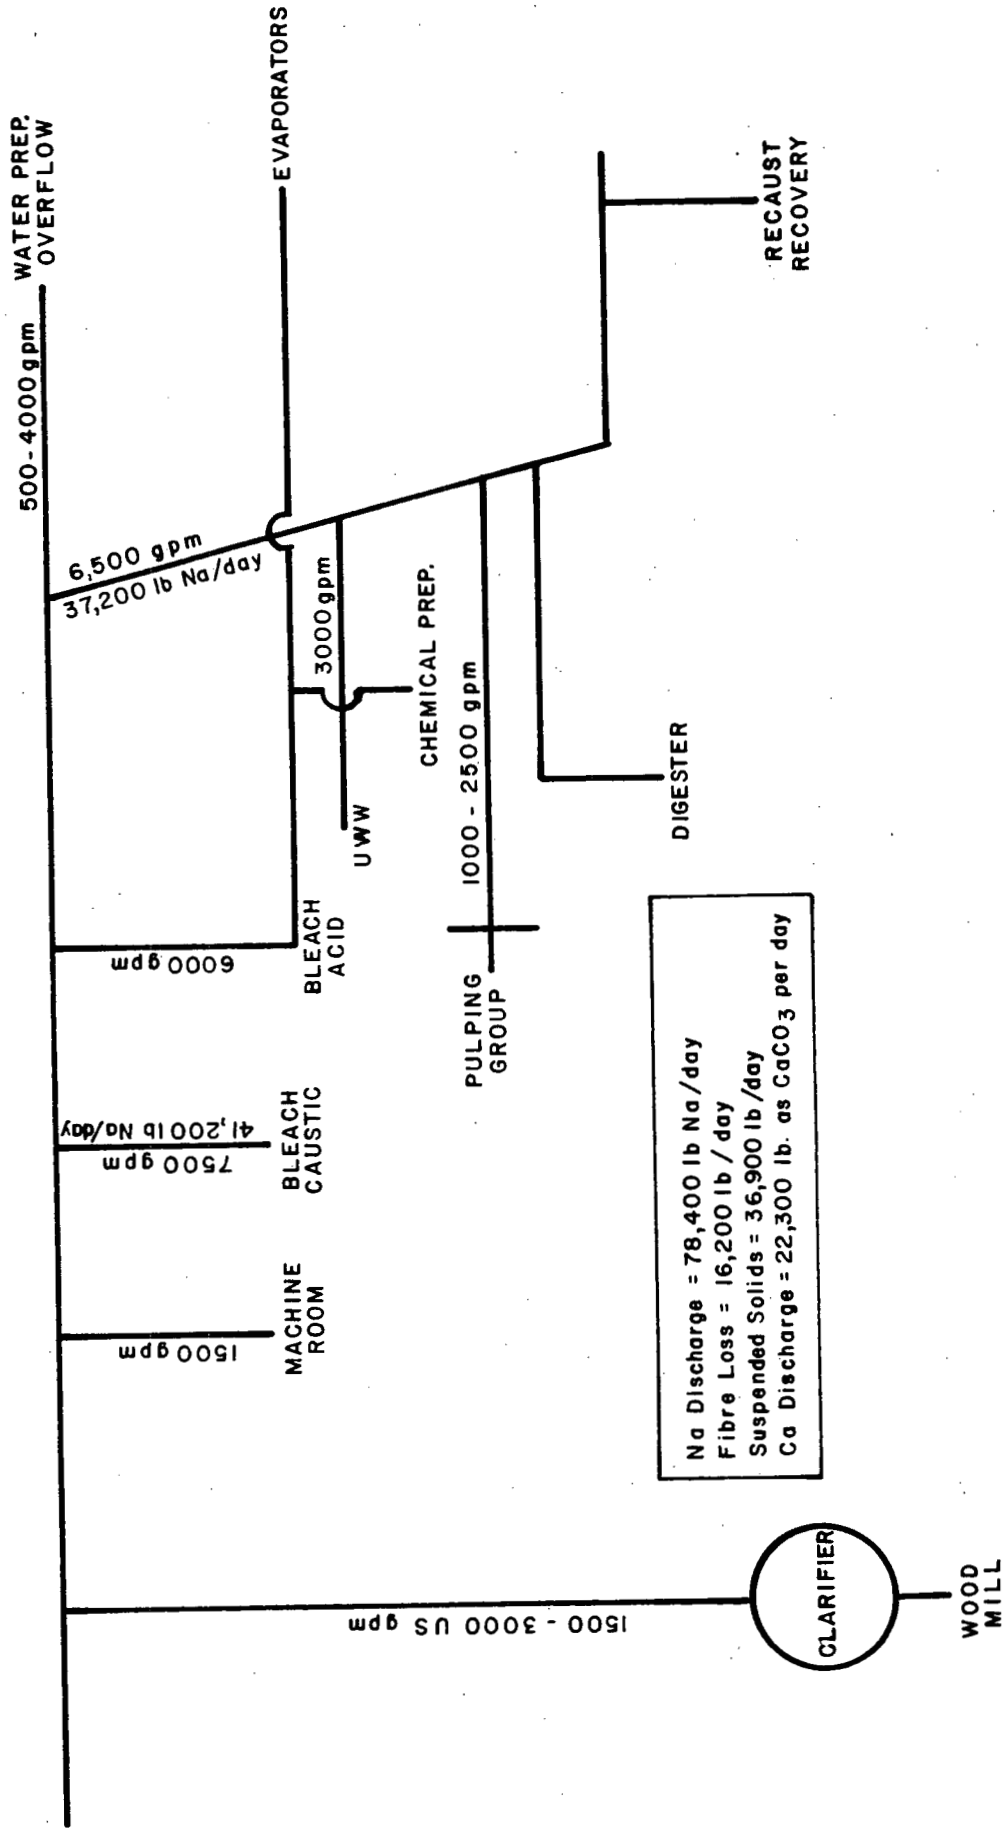 500-4000gpm
WATER PREP.
OVERFLOW
6,500 gpm
37,200 lb Na/day
EVAPORATORS
3000gpm
UWW
CHEMICAL PREP.
6000 gpm
BLEACH
ACID
7500 gpm
41,200 lb Na/day
BLEACH
CAUSTIC
1500 gpm
MACHINE
ROOM
1000 - 2500 gpm
PULPING
GROUP
DIGESTER
RECAUST
RECOVERY
1500 - 3000 US gpm
CLARIFIER
WOOD
MILL
Na Discharge = 78,400 lb Na/day
Fibre Loss = 16,200 lb / day
Suspended Solids = 36,900 lb /day
Ca Discharge = 22,300 lb. as CaCO3 per day